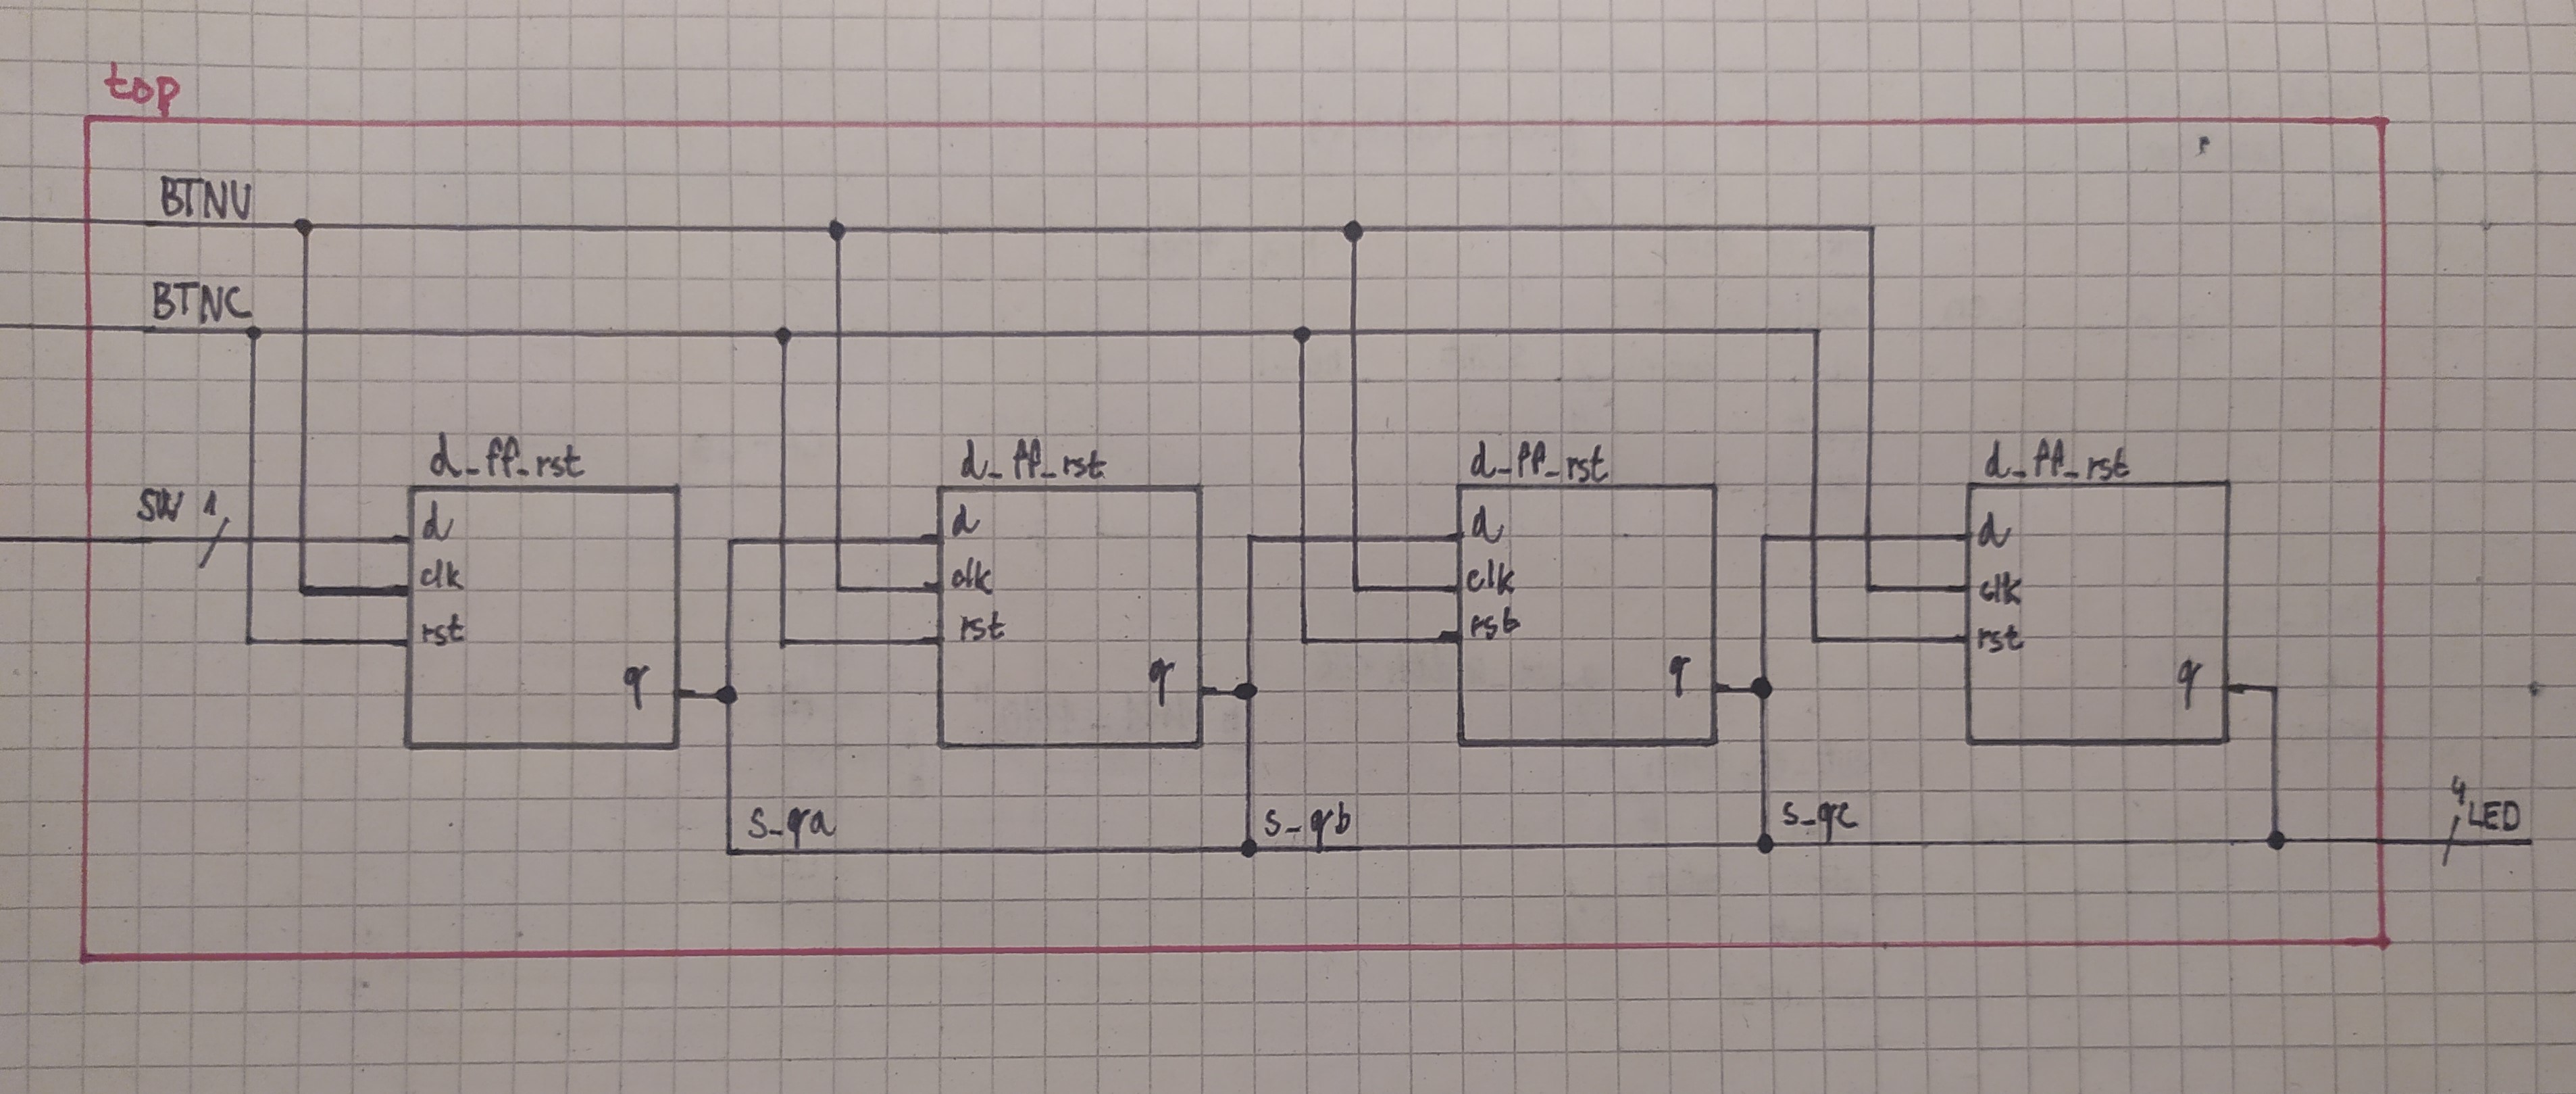 top
BTNU
BTNC
SW 1
d_ff_rst
d
clk
rst
q
d_ff_rst
d
clk
rst
q
d_ff_rst
d
clk
rst
q
d_ff_rst
d
clk
rst
q
s_qa
s_qb
s_qc
4 LED